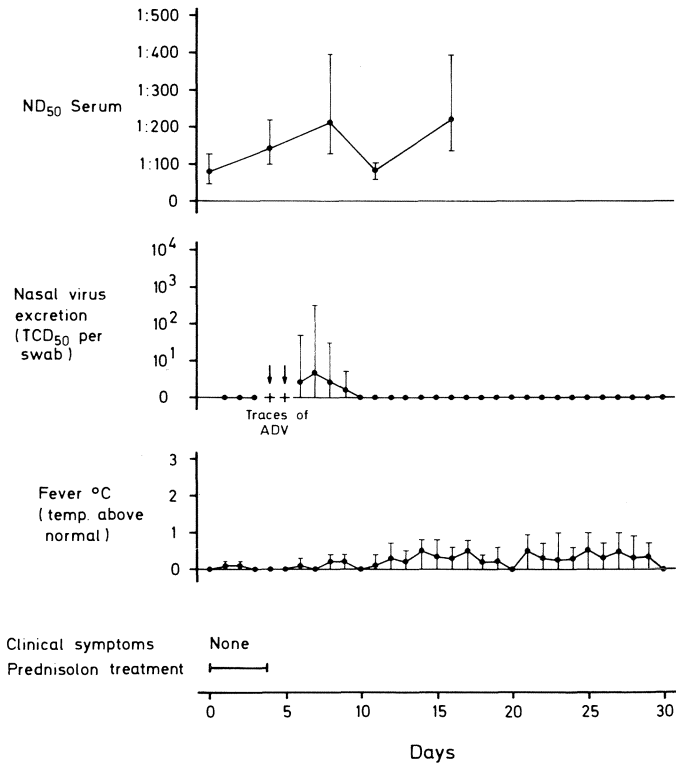 1:500
1:400
1:300
ND50 Serum
1:200
1:100
0
10^4
10^3
Nasal virus
excretion
(TCD50 per
swab)
10^2
10^1
0
Traces of
ADV
3
Fever °C
(temp. above
normal)
2
1
0
Clinical symptoms None
Prednisolon treatment
0 5 10 15 20 25 30
Days